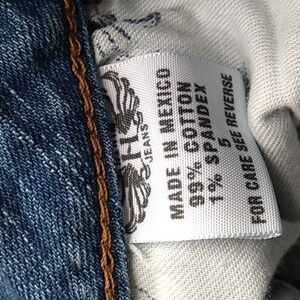 JEANS
MADE IN MEXICO
99% COTTON
1% SPANDEX
5
FOR CARE SEE REVERSE